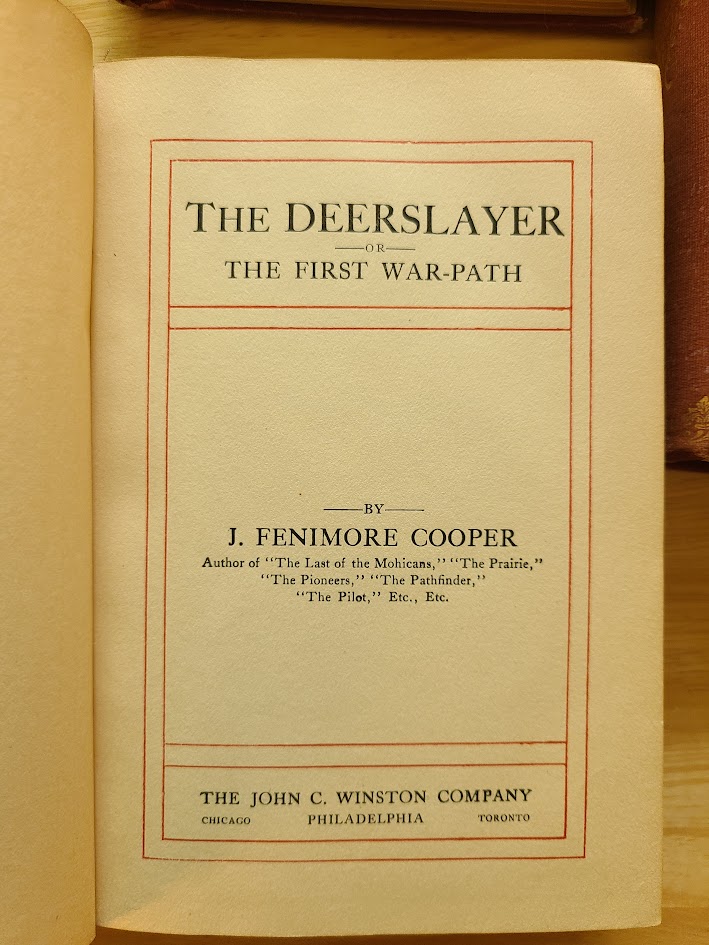 THE DEERSLAYER
OR
THE FIRST WAR-PATH
BY
J. FENIMORE COOPER
Author of "The Last of the Mohicans," "The Prairie,"
"The Pioneers," "The Pathfinder,"
"The Pilot," Etc., Etc.
THE JOHN C. WINSTON COMPANY
CHICAGO PHILADELPHIA TORONTO